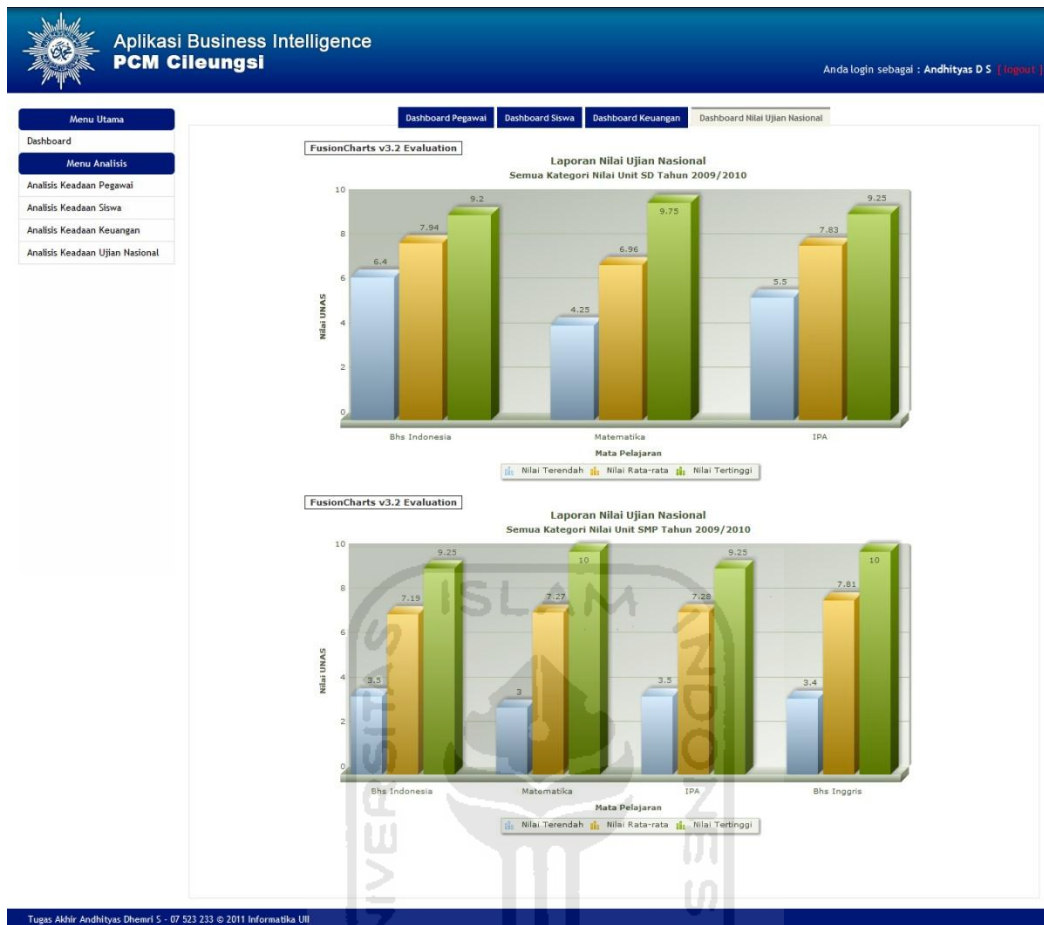 Aplikasi Business Intelligence
PCM Cileungsi
Anda login sebagai : Andhityas D S [ logout ]
Menu Utama
Dashboard
Menu Analisis
Analisis Keadaan Pegawai
Analisis Keadaan Siswa
Analisis Keadaan Keuangan
Analisis Keadaan Ujian Nasional
Dashboard Pegawai Dashboard Siswa Dashboard Keuangan Dashboard Nilai Ujian Nasional
FusionCharts v3.2 Evaluation
Laporan Nilai Ujian Nasional
Semua Kategori Nilai Unit SD Tahun 2009/2010
Nilai UNAS
10
8
6
4
2
0
6.4 7.94 9.2
4.25 6.96 9.75
5.5 7.83 9.25
Bhs Indonesia Matematika IPA
Mata Pelajaran
Nilai Terendah Nilai Rata-rata Nilai Tertinggi
FusionCharts v3.2 Evaluation
Laporan Nilai Ujian Nasional
Semua Kategori Nilai Unit SMP Tahun 2009/2010
Nilai UNAS
10
8
6
4
2
0
3.5 7.19 9.25
3 7.27 10
3.5 7.28 9.25
3.4 7.81 10
Bhs Indonesia Matematika IPA Bhs Inggris
Mata Pelajaran
Nilai Terendah Nilai Rata-rata Nilai Tertinggi
Tugas Akhir Andhityas Dhemri S - 07 523 233 © 2011 Informatika UII
ISLAM